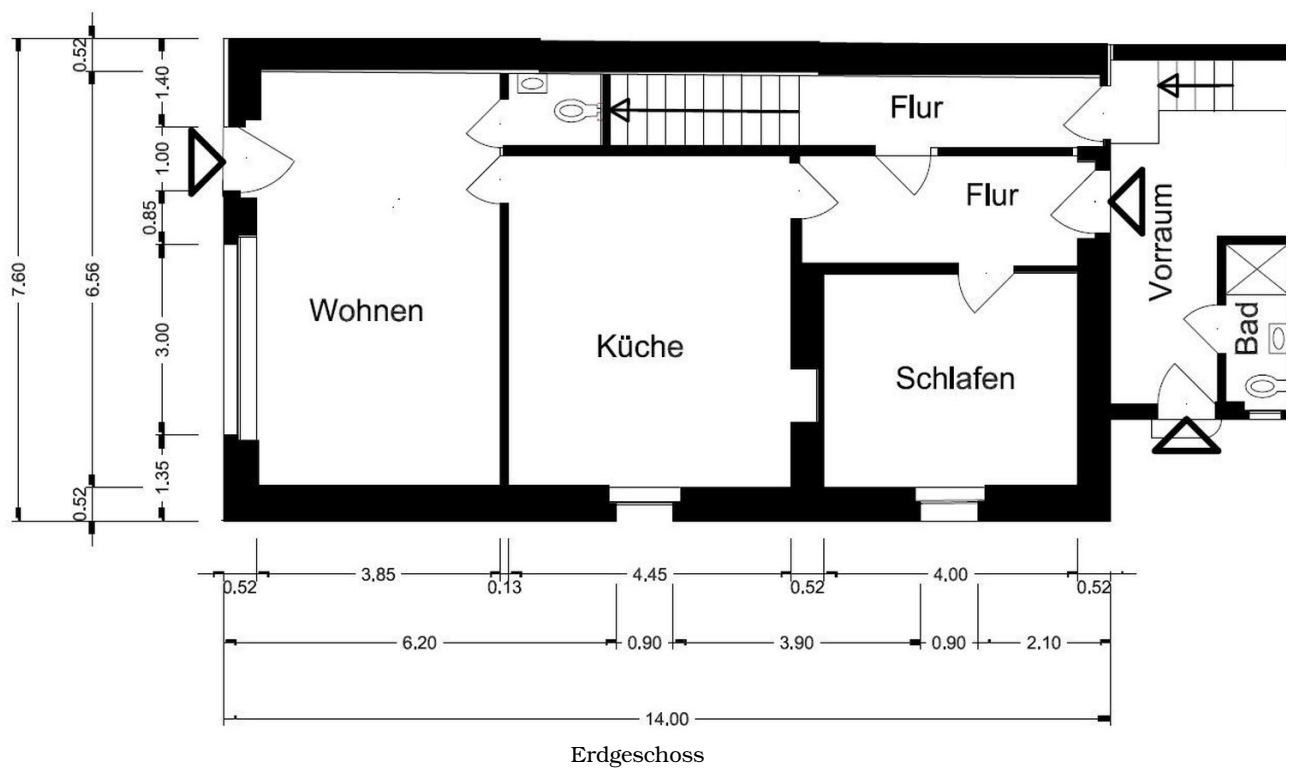 0.52
1.40
1.00
0.85
7.60
6.56
3.00
1.35
0.52
Flur
Flur
Vorraum
Wohnen
Küche
Bad
Schlafen
0.52
3.85
0.13
4.45
0.52
4.00
0.52
6.20
0.90
3.90
0.90
2.10
14.00
Erdgeschoss